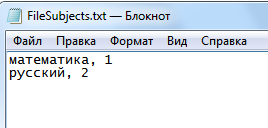 FileSubjects.txt — Блокнот
Файл Правка Формат Вид Справка
математика, 1
русский, 2